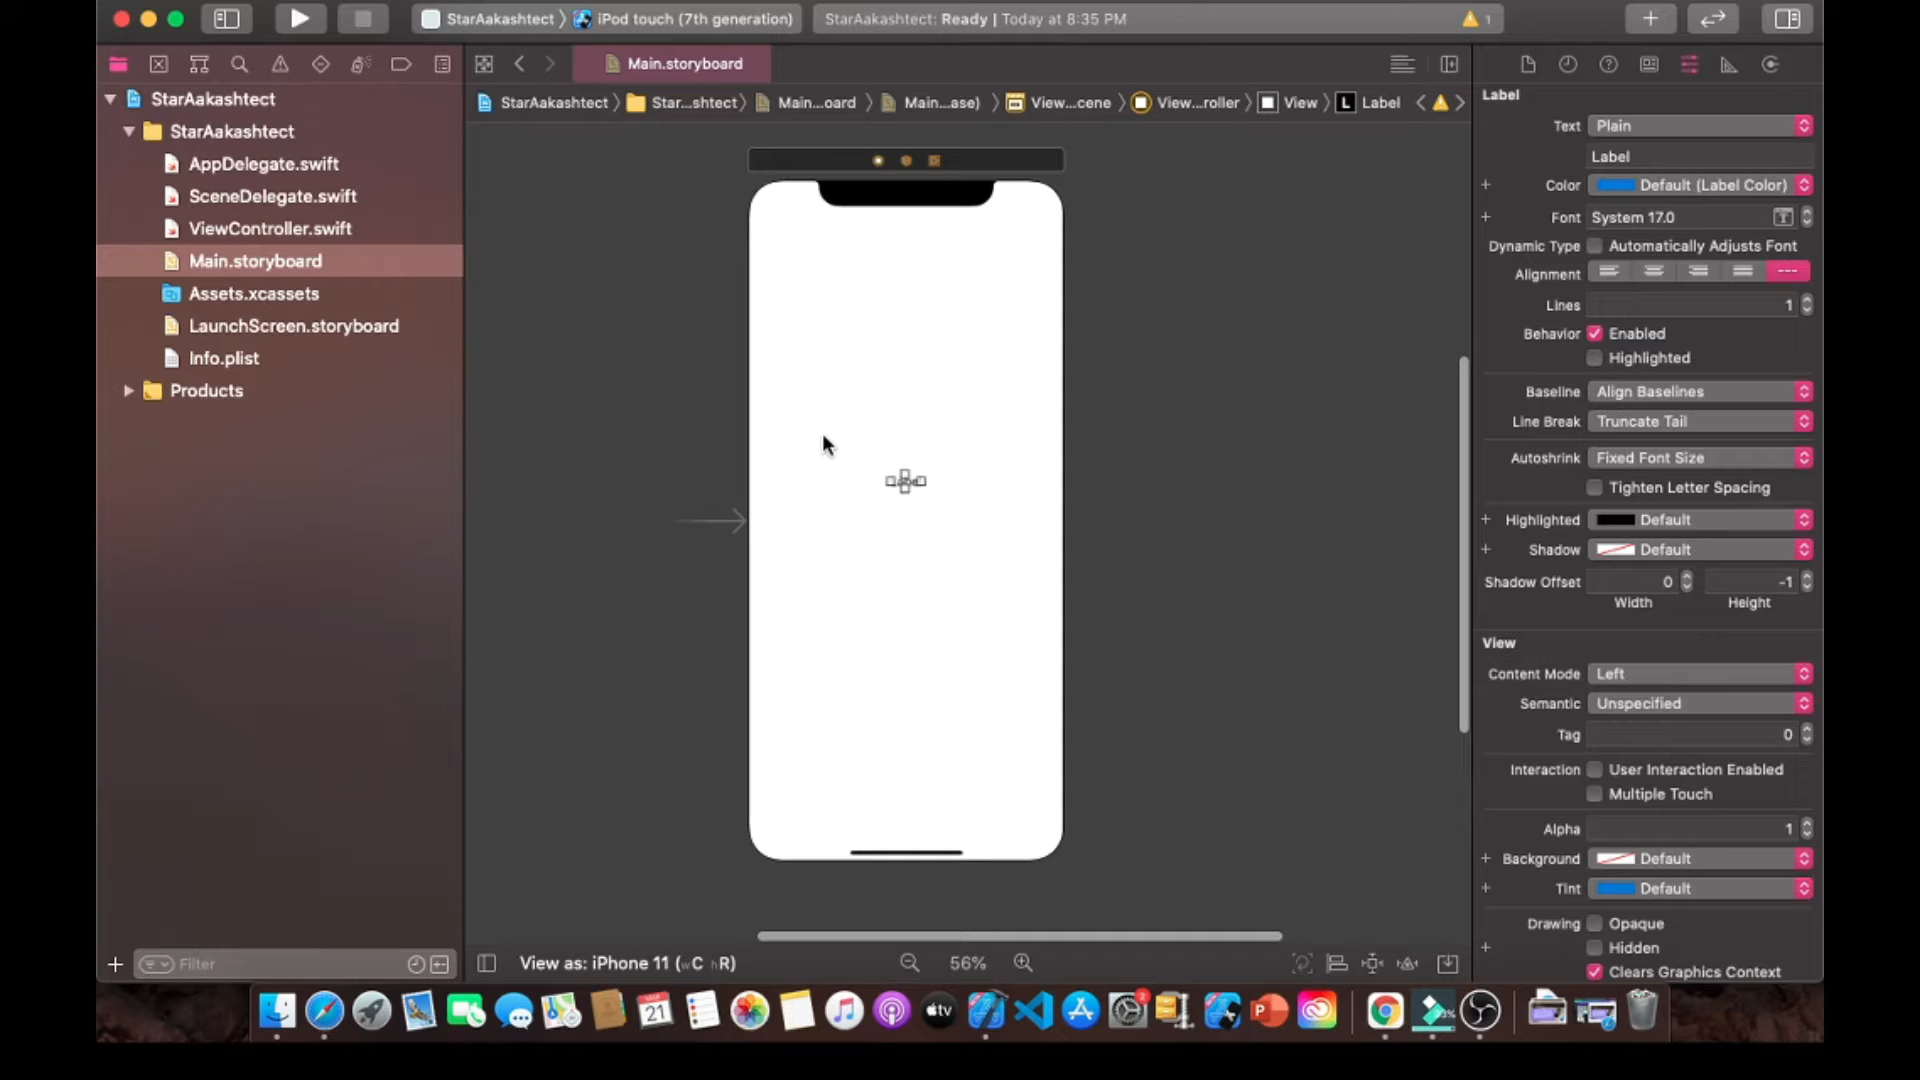 StarAakashtect 〉 iPod touch (7th generation)
StarAakashtect: Ready | Today at 8:35 PM
1
Main.storyboard
StarAakashtect
StarAakashtect
AppDelegate.swift
SceneDelegate.swift
ViewController.swift
Main.storyboard
Assets.xcassets
LaunchScreen.storyboard
Info.plist
Products
Filter
StarAakashtect 〉 Star...shtect 〉 Main...oard 〉 Main...ase) 〉 View...cene 〉 View...roller 〉 View 〉 L Label
View as: iPhone 11 (wC hR)
56%
Label
Text Plain
Label
Color Default (Label Color)
Font System 17.0
Dynamic Type Automatically Adjusts Font
Alignment
Lines 1
Behavior Enabled
Highlighted
Baseline Align Baselines
Line Break Truncate Tail
Autoshrink Fixed Font Size
Tighten Letter Spacing
Highlighted Default
Shadow Default
Shadow Offset 0 -1
Width Height
View
Content Mode Left
Semantic Unspecified
Tag 0
Interaction User Interaction Enabled
Multiple Touch
Alpha 1
Background Default
Tint Default
Drawing Opaque
Hidden
Clears Graphics Context
21
tv
2
P